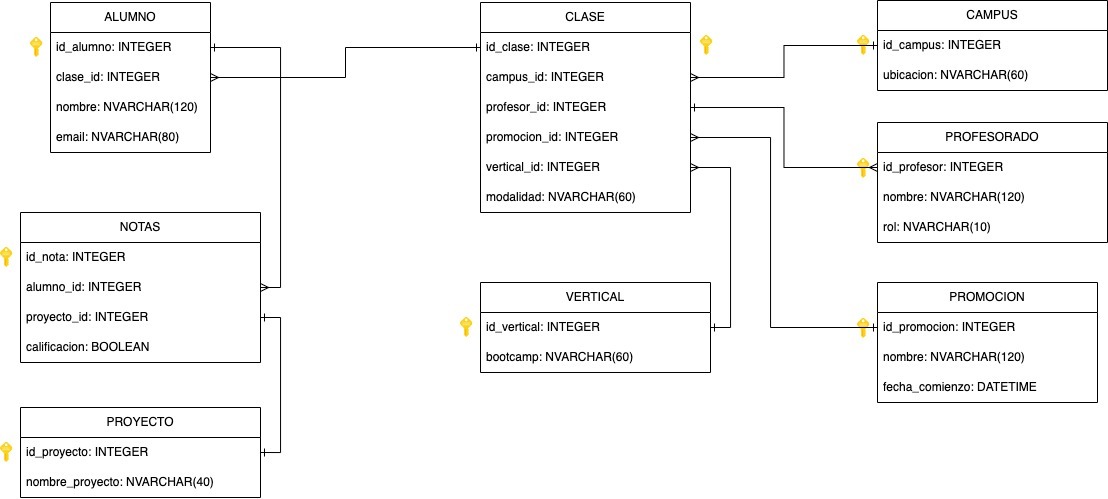 ALUMNO
id_alumno: INTEGER
clase_id: INTEGER
nombre: NVARCHAR(120)
email: NVARCHAR(80)
CLASE
id_clase: INTEGER
campus_id: INTEGER
profesor_id: INTEGER
promocion_id: INTEGER
vertical_id: INTEGER
modalidad: NVARCHAR(60)
CAMPUS
id_campus: INTEGER
ubicacion: NVARCHAR(60)
PROFESORADO
id_profesor: INTEGER
nombre: NVARCHAR(120)
rol: NVARCHAR(10)
NOTAS
id_nota: INTEGER
alumno_id: INTEGER
proyecto_id: INTEGER
calificacion: BOOLEAN
VERTICAL
id_vertical: INTEGER
bootcamp: NVARCHAR(60)
PROMOCION
id_promocion: INTEGER
nombre: NVARCHAR(120)
fecha_comienzo: DATETIME
PROYECTO
id_proyecto: INTEGER
nombre_proyecto: NVARCHAR(40)